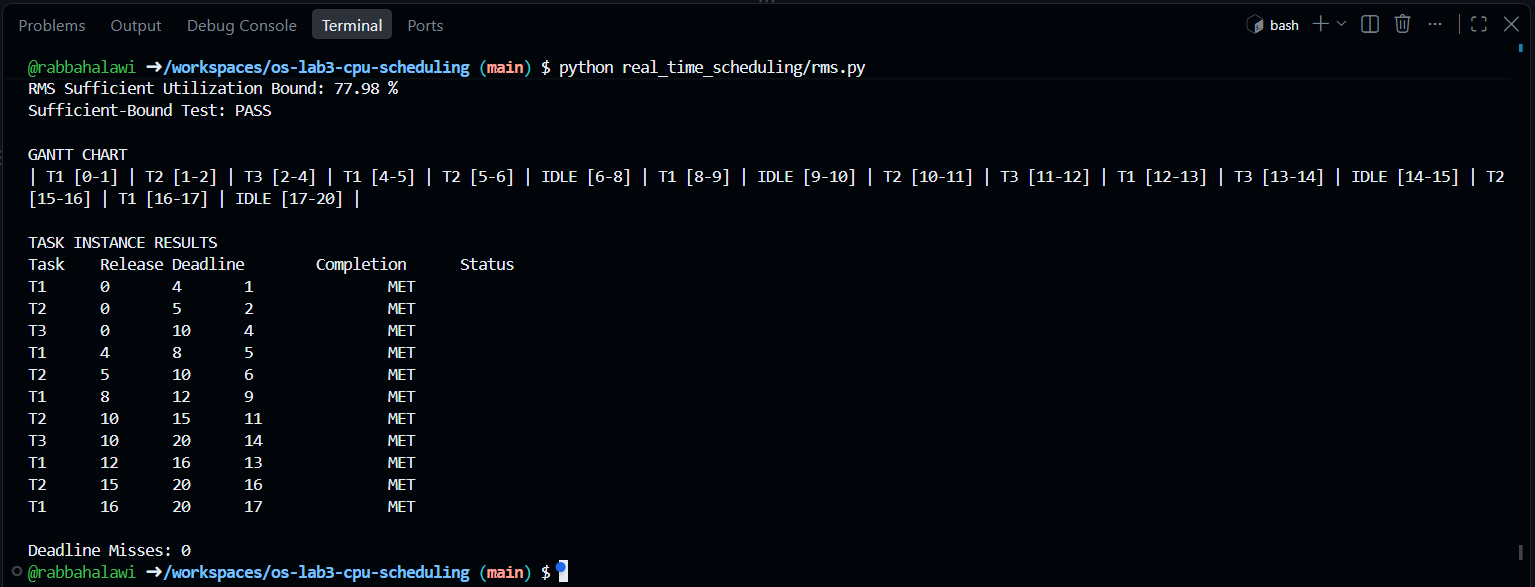 Problems Output Debug Console Terminal Ports bash
@rabbahalawi ➜/workspaces/os-lab3-cpu-scheduling (main) $ python real_time_scheduling/rms.py
RMS Sufficient Utilization Bound: 77.98 %
Sufficient-Bound Test: PASS
GANTT CHART
| T1 [0-1] | T2 [1-2] | T3 [2-4] | T1 [4-5] | T2 [5-6] | IDLE [6-8] | T1 [8-9] | IDLE [9-10] | T2 [10-11] | T3 [11-12] | T1 [12-13] | T3 [13-14] | IDLE [14-15] | T2
[15-16] | T1 [16-17] | IDLE [17-20] |
TASK INSTANCE RESULTS
Task Release Deadline Completion Status
T1 0 4 1 MET
T2 0 5 2 MET
T3 0 10 4 MET
T1 4 8 5 MET
T2 5 10 6 MET
T1 8 12 9 MET
T2 10 15 11 MET
T3 10 20 14 MET
T1 12 16 13 MET
T2 15 20 16 MET
T1 16 20 17 MET
Deadline Misses: 0
@rabbahalawi ➜/workspaces/os-lab3-cpu-scheduling (main) $